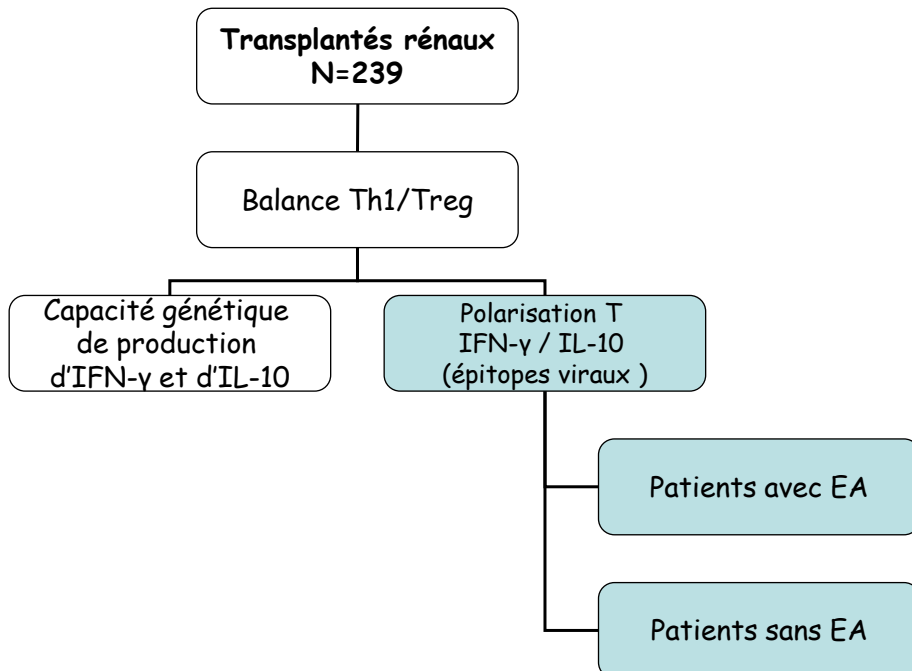 Transplantés rénaux
N=239
Balance Th1/Treg
Capacité génétique
de production
d'IFN-γ et d'IL-10
Polarisation T
IFN-γ / IL-10
(épitopes viraux )
Patients avec EA
Patients sans EA